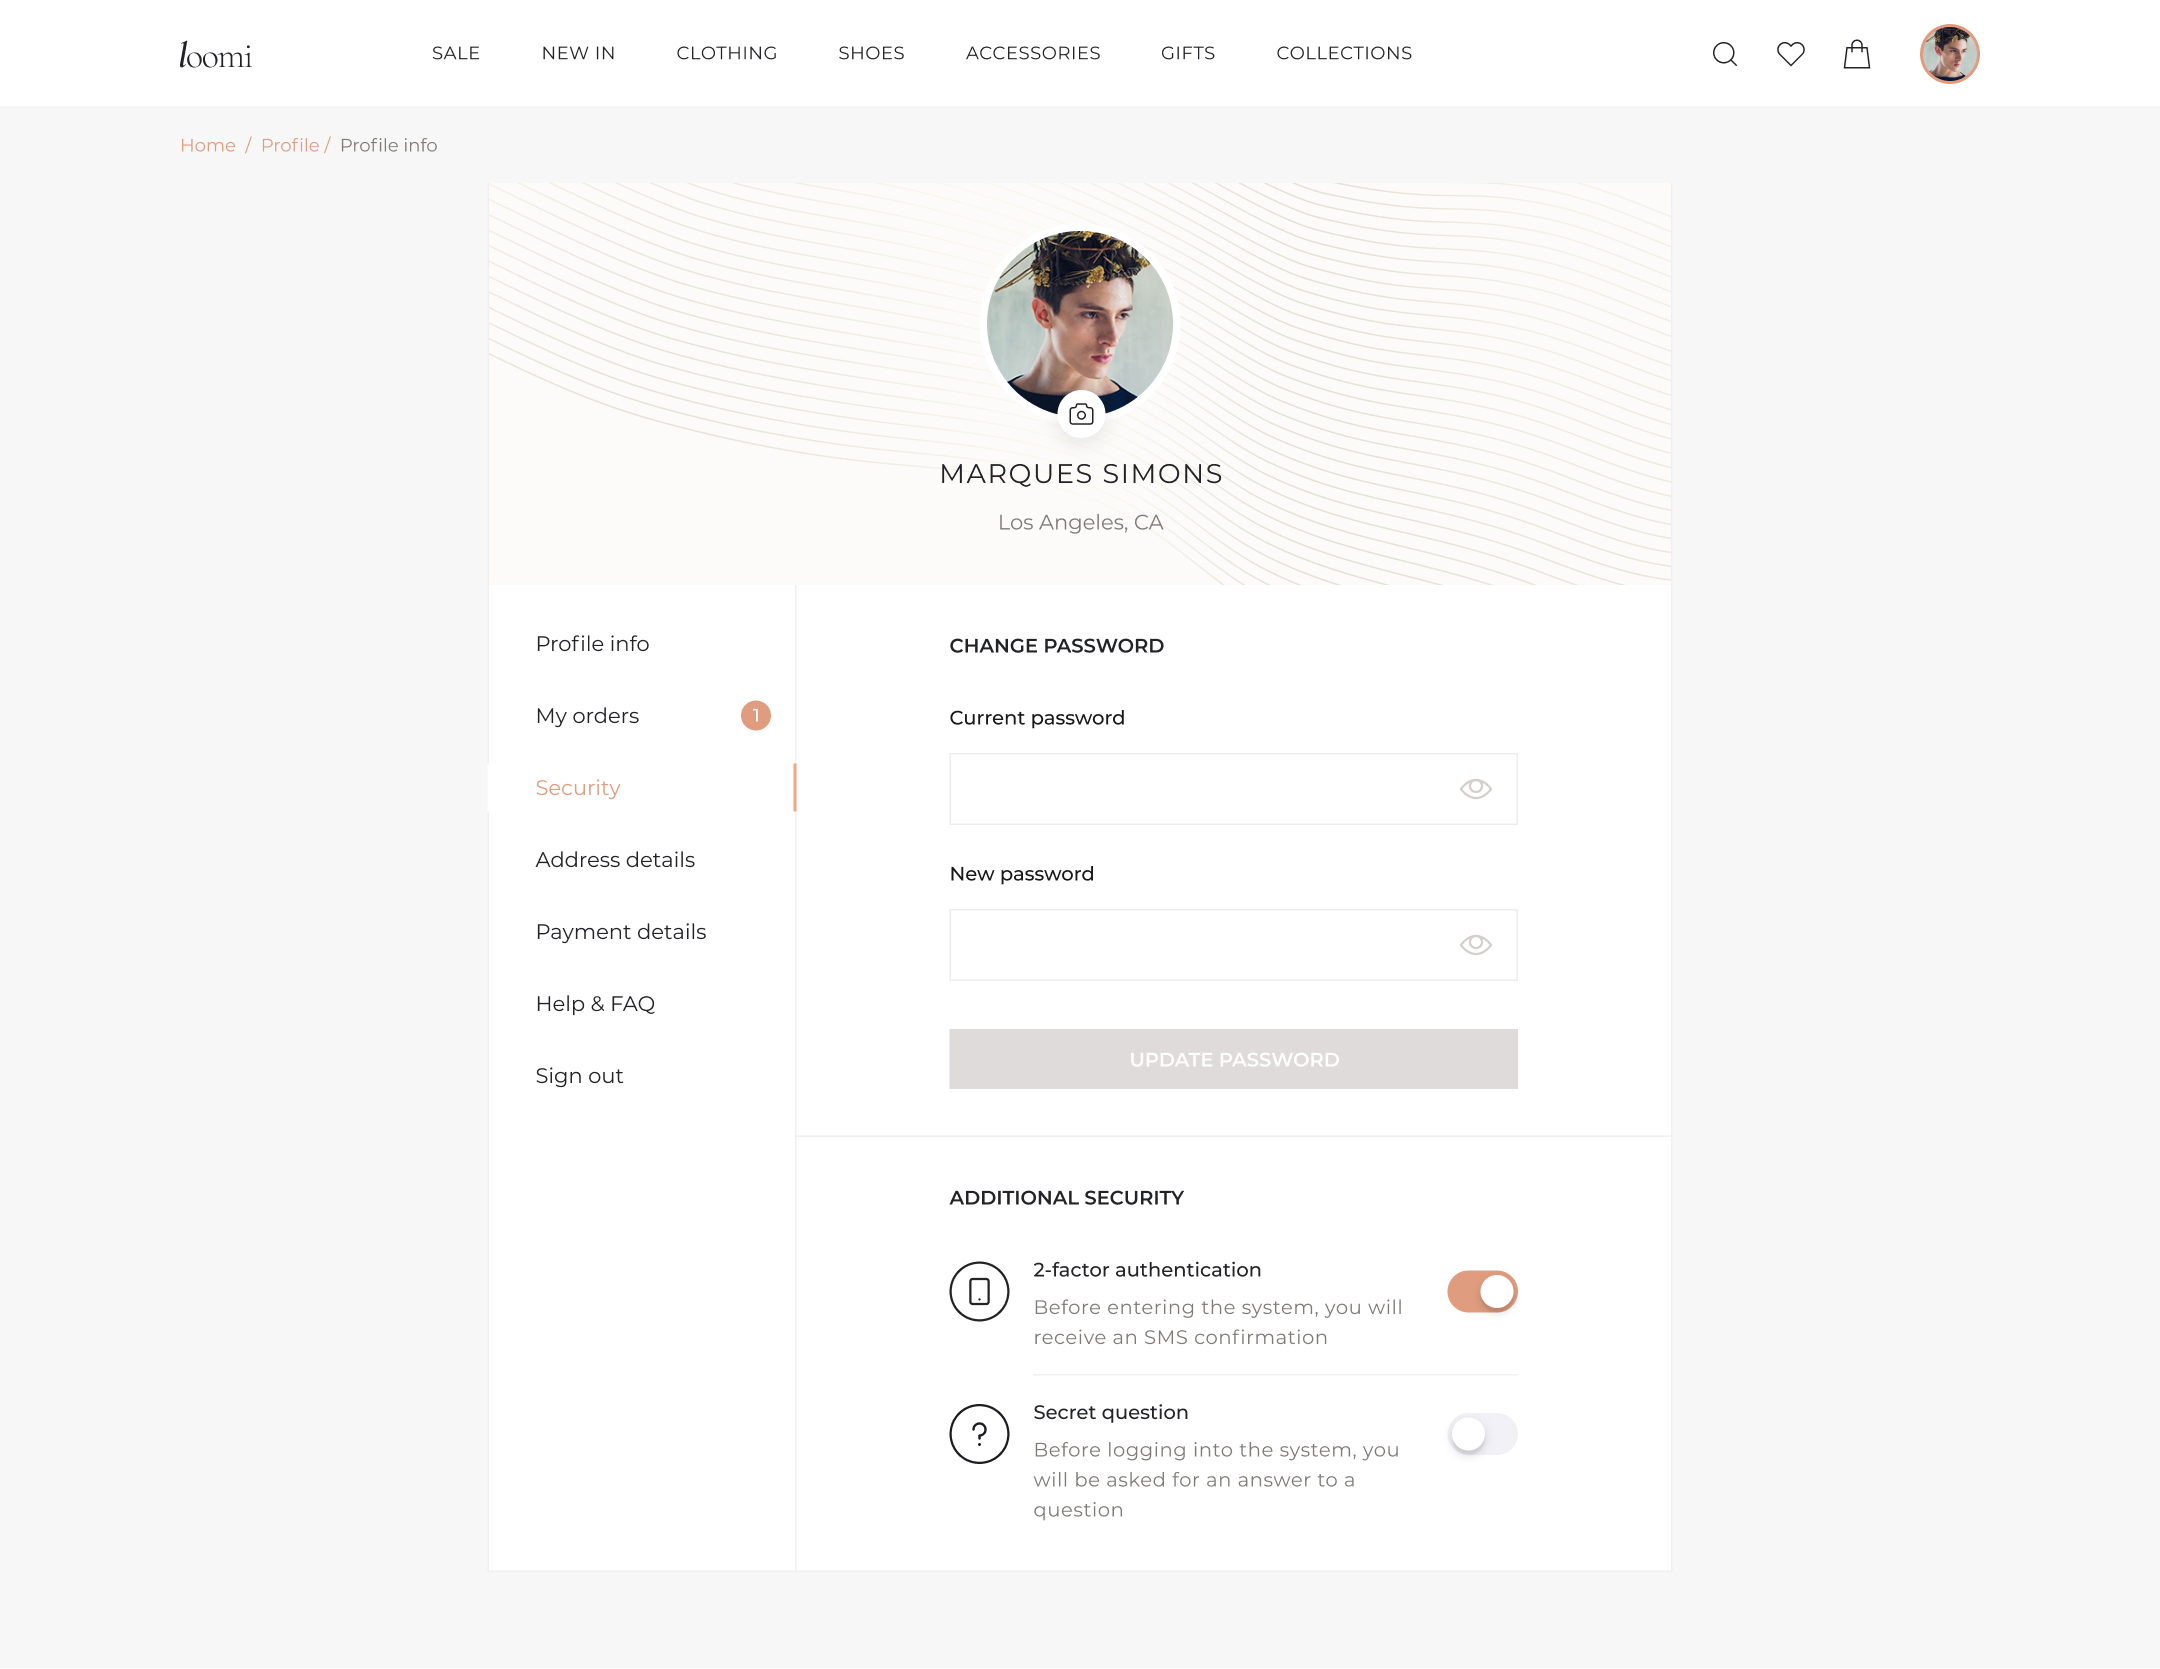 loomi
SALE
NEW IN
CLOTHING
SHOES
ACCESSORIES
GIFTS
COLLECTIONS
Home / Profile / Profile info
MARQUES SIMONS
Los Angeles, CA
Profile info
My orders
1
Security
Address details
Payment details
Help & FAQ
Sign out
CHANGE PASSWORD
Current password
New password
UPDATE PASSWORD
ADDITIONAL SECURITY
2-factor authentication
Before entering the system, you will
receive an SMS confirmation
?
Secret question
Before logging into the system, you
will be asked for an answer to a
question